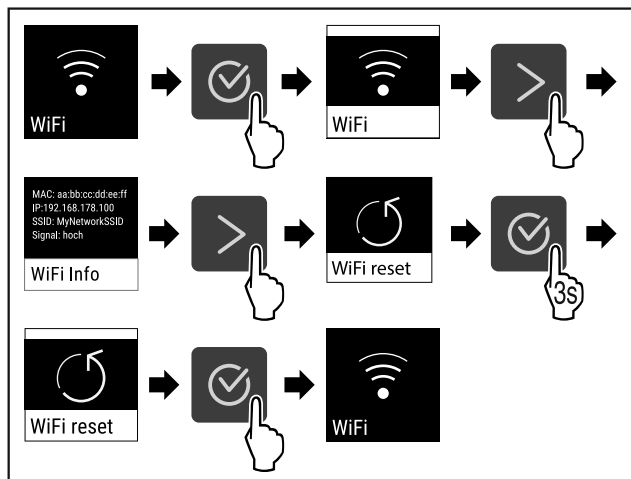 WiFi
WiFi
MAC: aa:bb:cc:dd:ee:ff
IP:192.168.178.100
SSID: MyNetworkSSID
Signal: hoch
WiFi Info
WiFi reset
3s
WiFi reset
WiFi